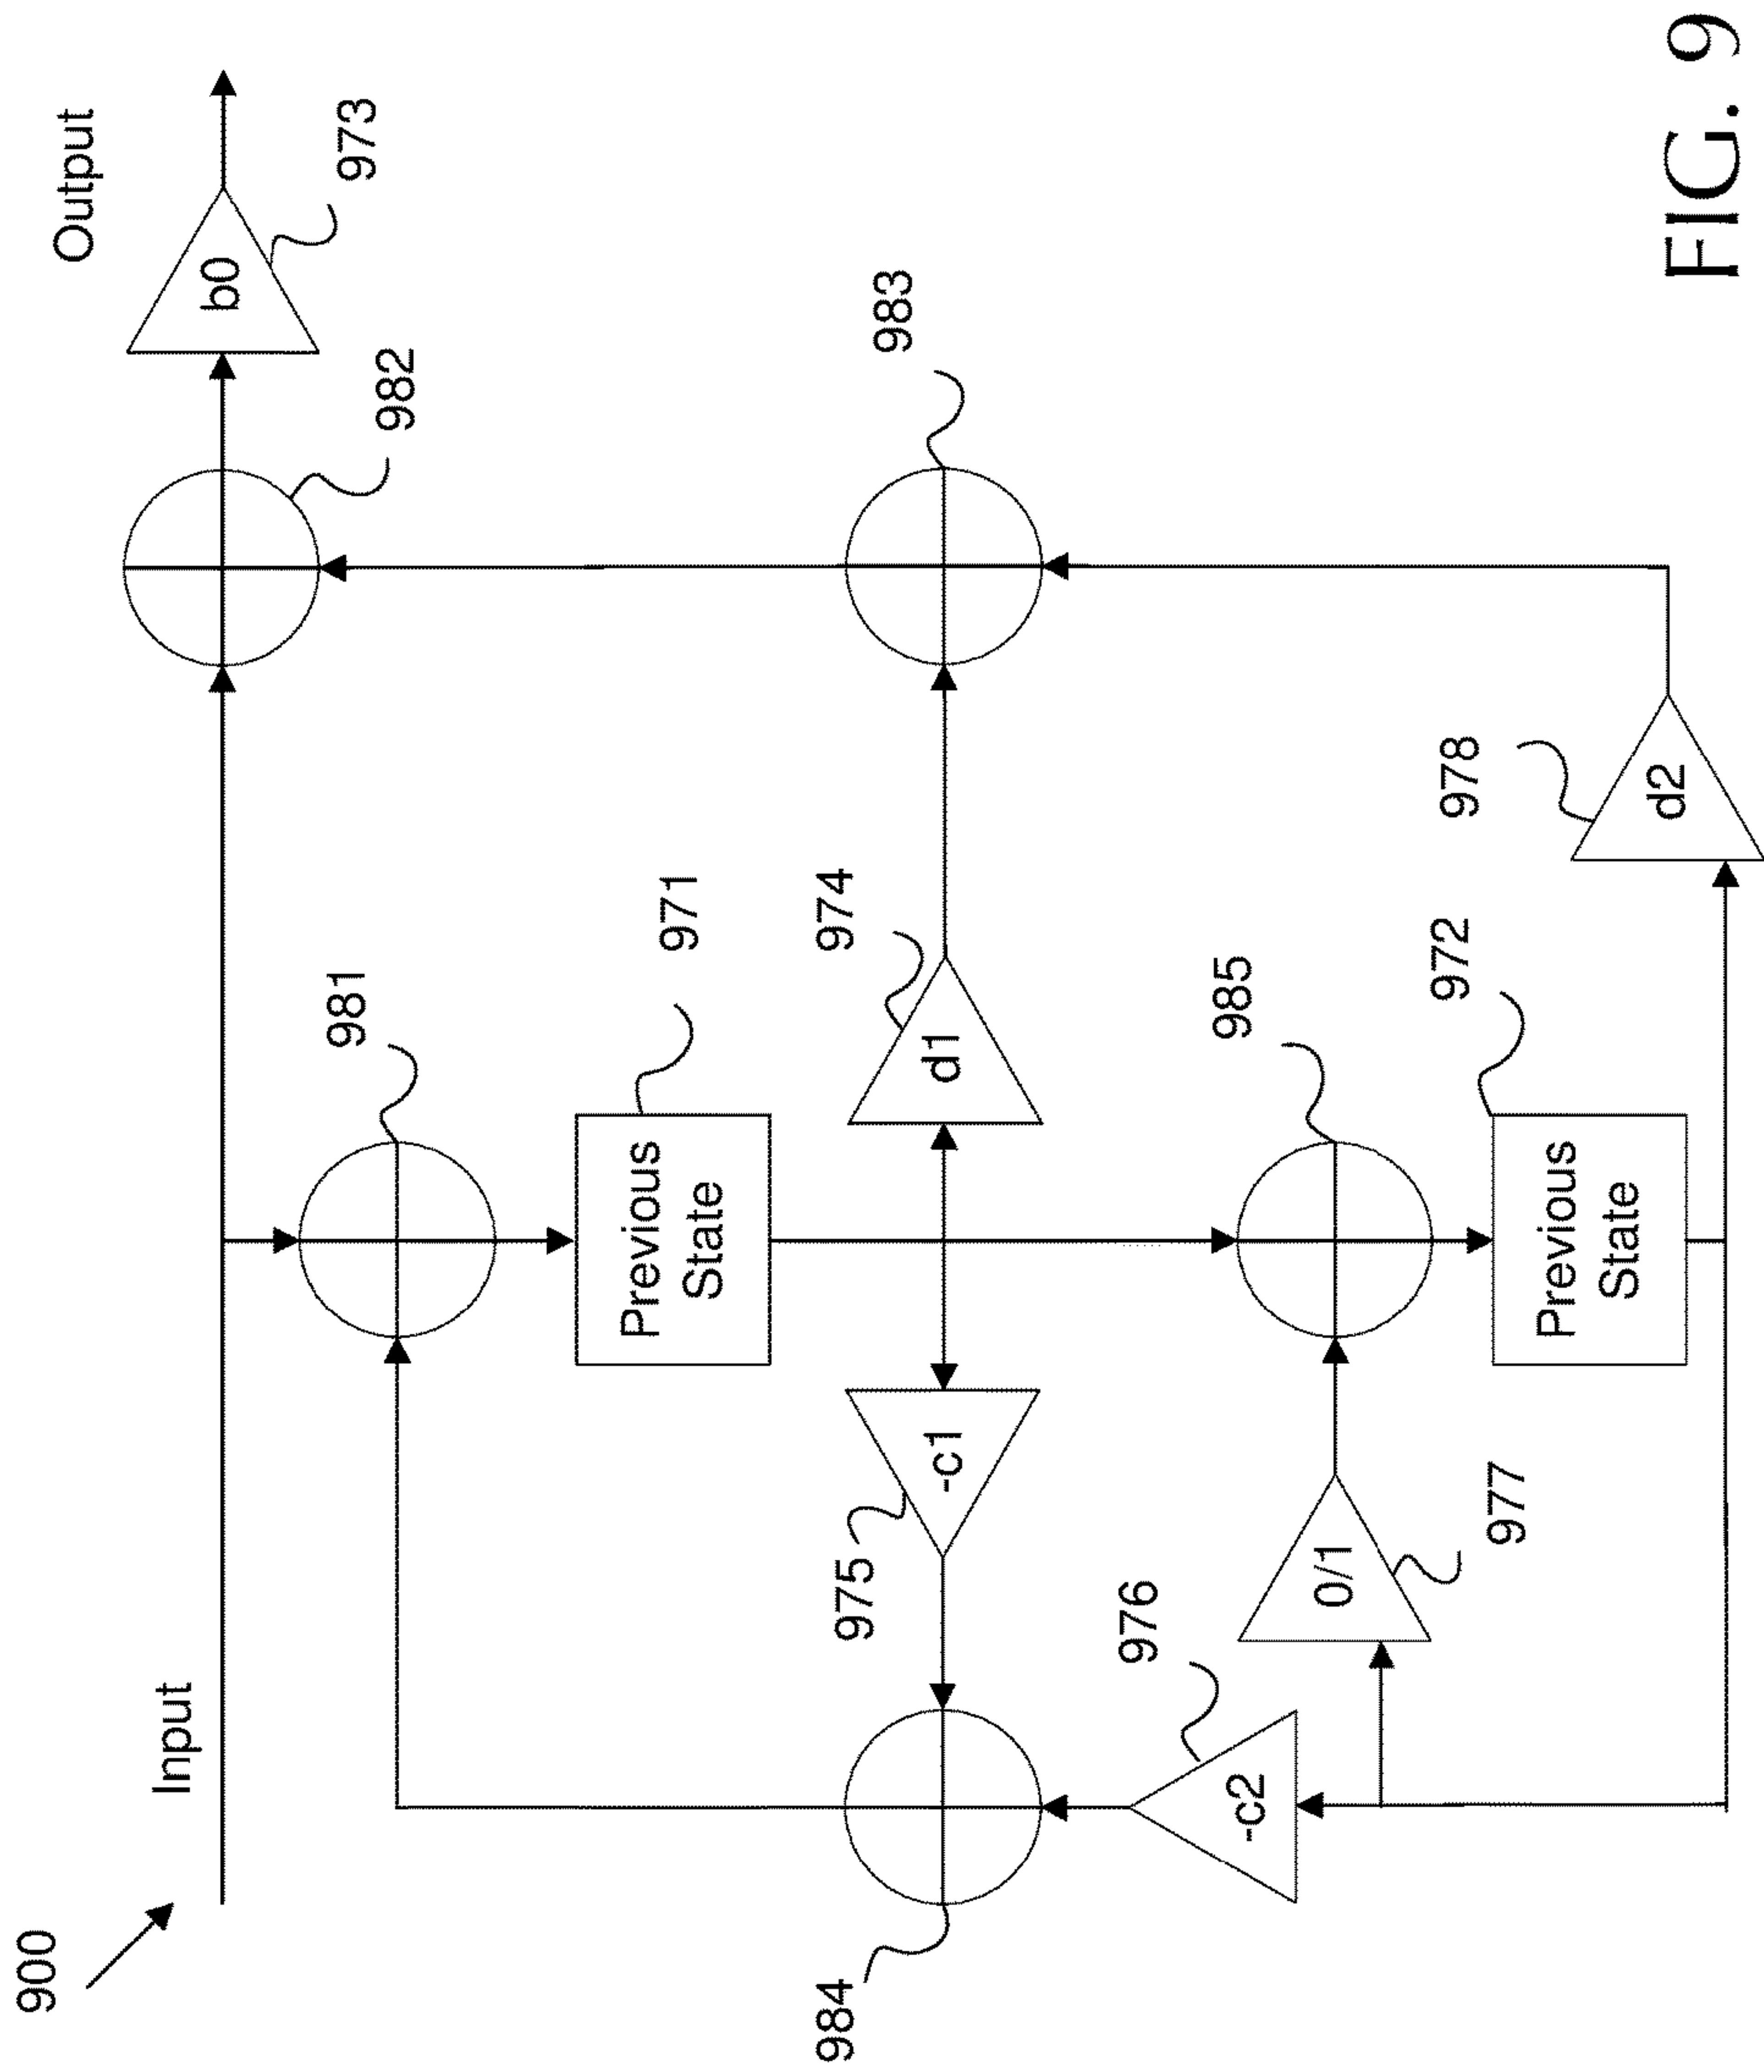 900
Input
Output
b0
973
982
981
Previous
State
971
984
975
-c1
d1
974
983
976
-c2
0/1
977
985
Previous
State
972
978
d2
FIG. 9